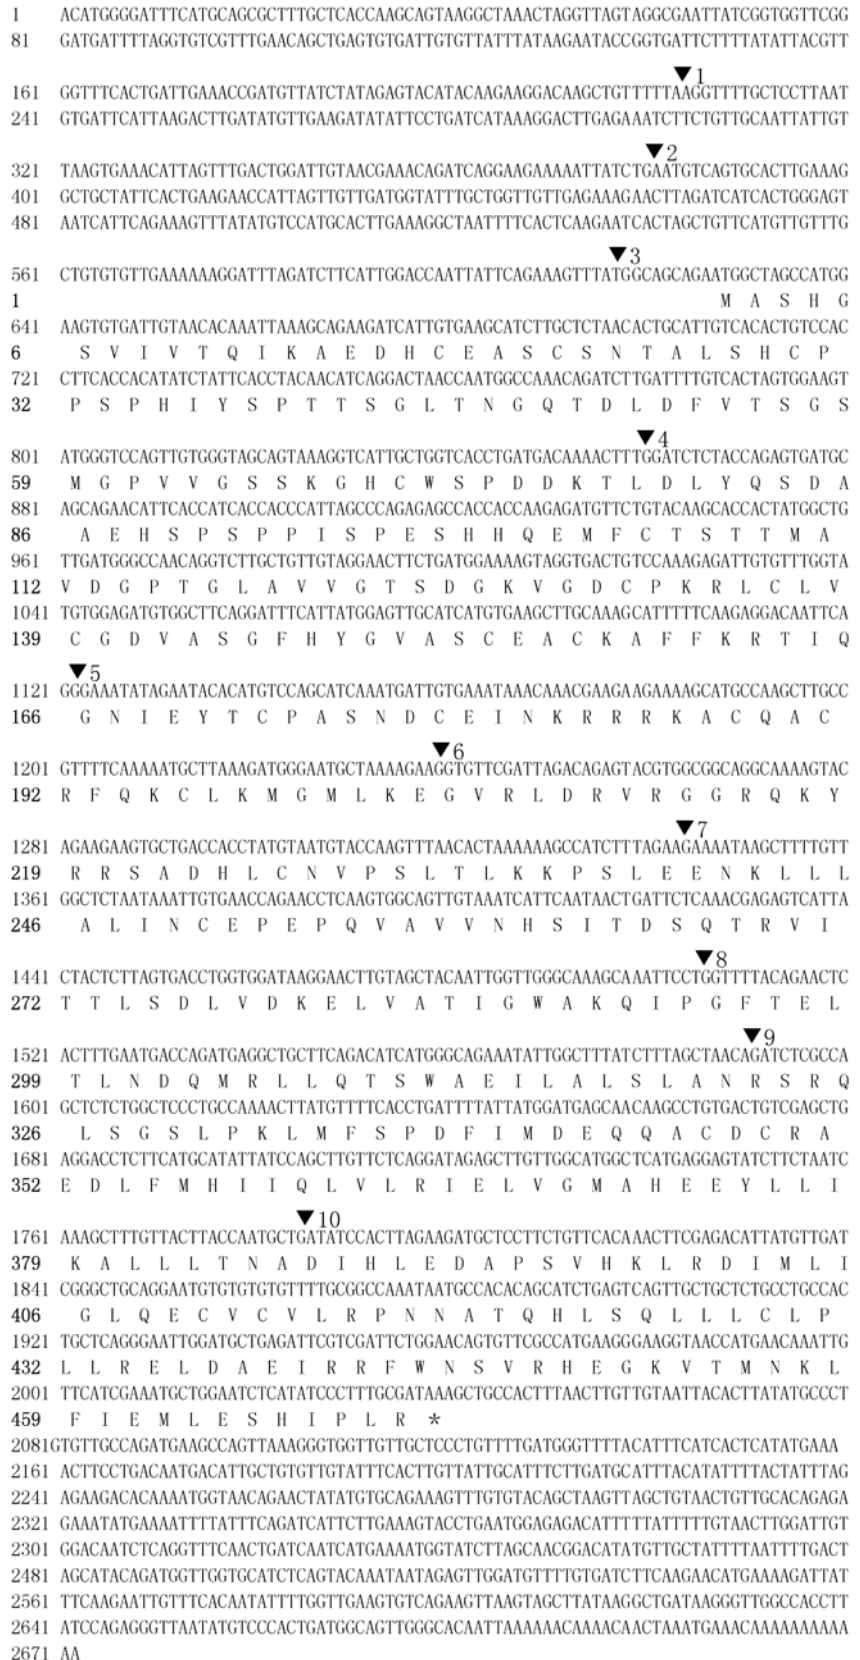 1 ACATGGGGATTTCATGCAGCGCTTTGCTCACCAAGCAGTAAGGCTAAACTAGGTTAGTAGGCGAATTATCGGTGGTTCGG
81 GATGATTTTAGGTGTCGTTTGAACAGCTGAGTGTGATTGTGTTATTTATAAGAATACCGGTGATTCTTTTATATTACGTT
▼1
161 GGTTTCACTGATTGAAACCGATGTTATCTATAGAGTACATACAAGAAGGACAAGCTGTTTTTAAGGTTTTGCTCCTTAAT
241 GTGATTCATTAAGACTTGATATGTTGAAGATATATTCCTGATCATAAAGGACTTGAGAAATCTTCTGTTGCAATTATTGT
▼2
321 TAAGTGAAACATTAGTTTGACTGGATTGTAACGAAACAGATCAGGAAGAAAAATTATCTGAATGTCAGTGCACTTGAAAG
401 GCTGCTATTCACTGAAGAACCATTAGTTGTTGATGGTATTTGCTGGTTGTTGAGAAAGAACTTAGATCATCACTGGGAGT
481 AATCATTCAGAAAGTTTATATGTCCATGCACTTGAAAGGCTAATTTTCACTCAAGAATCACTAGCTGTTCATGTTGTTTG
▼3
561 CTGTGTGTTGAAAAAAGGATTTAGATCTTCATTGGACCAATTATTCAGAAAGTTTATGGCAGCAGAATGGCTAGCCATGG
1 M A S H G
641 AAGTGTGATTGTAACACAAATTAAAGCAGAAGATCATTGTGAAGCATCTTGCTCTAACACTGCATTGTCACACTGTCCAC
6 S V I V T Q I K A E D H C E A S C S N T A L S H C P
721 CTTCACCACATATCTATTCACCTACAACATCAGGACTAACCAATGGCCAAACAGATCTTGATTTTGTCACTAGTGGAAGT
32 P S P H I Y S P T T S G L T N G Q T D L D F V T S G S
▼4
801 ATGGGTCCAGTTGTGGGTAGCAGTAAAGGTCATTGCTGGTCACCTGATGACAAAACTTTGGATCTCTACCAGAGTGATGC
59 M G P V V G S S K G H C W S P D D K T L D L Y Q S D A
881 AGCAGAACATTCACCATCACCACCCATTAGCCCAGAGAGCCACCACCAAGAGATGTTCTGTACAAGCACCACTATGGCTG
86 A E H S P S P P I S P E S H H Q E M F C T S T T M A
961 TTGATGGGCCAACAGGTCTTGCTGTTGTAGGAACTTCTGATGGAAAAGTAGGTGACTGTCCAAAGAGATTGTGTTTGGTA
112 V D G P T G L A V V G T S D G K V G D C P K R L C L V
1041 TGTGGAGATGTGGCTTCAGGATTTCATTATGGAGTTGCATCATGTGAAGCTTGCAAAGCATTTTTCAAGAGGACAATTCA
139 C G D V A S G F H Y G V A S C E A C K A F F K R T I Q
▼5
1121 GGGAAATATAGAATACACATGTCCAGCATCAAATGATTGTGAAATAAACAAACGAAGAAGAAAAGCATGCCAAGCTTGCC
166 G N I E Y T C P A S N D C E I N K R R R K A C Q A C
▼6
1201 GTTTTCAAAAATGCTTAAAGATGGGAATGCTAAAAGAAGGTGTTCGATTAGACAGAGTACGTGGCGGCAGGCAAAAGTAC
192 R F Q K C L K M G M L K E G V R L D R V R G G R Q K Y
▼7
1281 AGAAGAAGTGCTGACCACCTATGTAATGTACCAAGTTTAACACTAAAAAAGCCATCTTTAGAAGAAAATAAGCTTTTGTT
219 R R S A D H L C N V P S L T L K K P S L E E N K L L L
1361 GGCTCTAATAAATTGTGAACCAGAACCTCAAGTGGCAGTTGTAAATCATTCAATAACTGATTCTCAAACGAGAGTCATTA
246 A L I N C E P E P Q V A V V N H S I T D S Q T R V I
▼8
1441 CTACTCTTAGTGACCTGGTGGATAAGGAACTTGTAGCTACAATTGGTTGGGCAAAGCAAATTCCTGGTTTTACAGAACTC
272 T T L S D L V D K E L V A T I G W A K Q I P G F T E L
▼9
1521 ACTTTGAATGACCAGATGAGGCTGCTTCAGACATCATGGGCAGAAATATTGGCTTTATCTTTAGCTAACAGATCTCGCCA
299 T L N D Q M R L L Q T S W A E I L A L S L A N R S R Q
1601 GCTCTCTGGCTCCCTGCCAAAACTTATGTTTTCACCTGATTTTATTATGGATGAGCAACAAGCCTGTGACTGTCGAGCTG
326 L S G S L P K L M F S P D F I M D E Q Q A C D C R A
1681 AGGACCTCTTCATGCATATTATCCAGCTTGTTCTCAGGATAGAGCTTGTTGGCATGGCTCATGAGGAGTATCTTCTAATC
352 E D L F M H I I Q L V L R I E L V G M A H E E Y L L I
▼10
1761 AAAGCTTTGTTACTTACCAATGCTGATATCCACTTAGAAGATGCTCCTTCTGTTCACAAACTTCGAGACATTATGTTGAT
379 K A L L L T N A D I H L E D A P S V H K L R D I M L I
1841 CGGGCTGCAGGAATGTGTGTGTGTTTTGCGGCCAAATAATGCCACACAGCATCTGAGTCAGTTGCTGCTCTGCCTGCCAC
406 G L Q E C V C V L R P N N A T Q H L S Q L L L C L P
1921 TGCTCAGGGAATTGGATGCTGAGATTCGTCGATTCTGGAACAGTGTTCGCCATGAAGGGAAGGTAACCATGAACAAATTG
432 L L R E L D A E I R R F W N S V R H E G K V T M N K L
2001 TTCATCGAAATGCTGGAATCTCATATCCCTTTGCGATAAAGCTGCCACTTTAACTTGTTGTAATTACACTTATATGCCCT
459 F I E M L E S H I P L R *
2081GTGTTGCCAGATGAAGCCAGTTAAAGGGTGGTTGTTGCTCCCTGTTTTGATGGGTTTTACATTTCATCACTCATATGAAA
2161 ACTTCCTGACAATGACATTGCTGTGTTGTATTTCACTTGTTATTGCATTTCTTGATGCATTTACATATTTTACTATTTAG
2241 AGAAGACACAAAATGGTAACAGAACTATATGTGCAGAAAGTTTGTGTACAGCTAAGTTAGCTGTAACTGTTGCACAGAGA
2321 GAAATATGAAAATTTTATTTCAGATCATTCTTGAAAGTACCTGAATGGAGAGACATTTTTATTTTTGTAACTTGGATTGT
2301 GGACAATCTCAGGTTTCAACTGATCAATCATGAAAATGGTATCTTAGCAACGGACATATGTTGCTATTTTAATTTTGACT
2481 AGCATACAGATGGTTGGTGCATCTCAGTACAAATAATAGAGTTGGATGTTTTGTGATCTTCAAGAACATGAAAAGATTAT
2561 TTCAAGAATTGTTTCACAATATTTTGGTTGAAGTGTCAGAAGTTAAGTAGCTTATAAGGCTGATAAGGGTTGGCCACCTT
2641 ATCCAGAGGGTTAATATGTCCCACTGATGGCAGTTGGGCACAATTAAAAAACAAAACAACTAAATGAAACAAAAAAAAAA
2671 AA